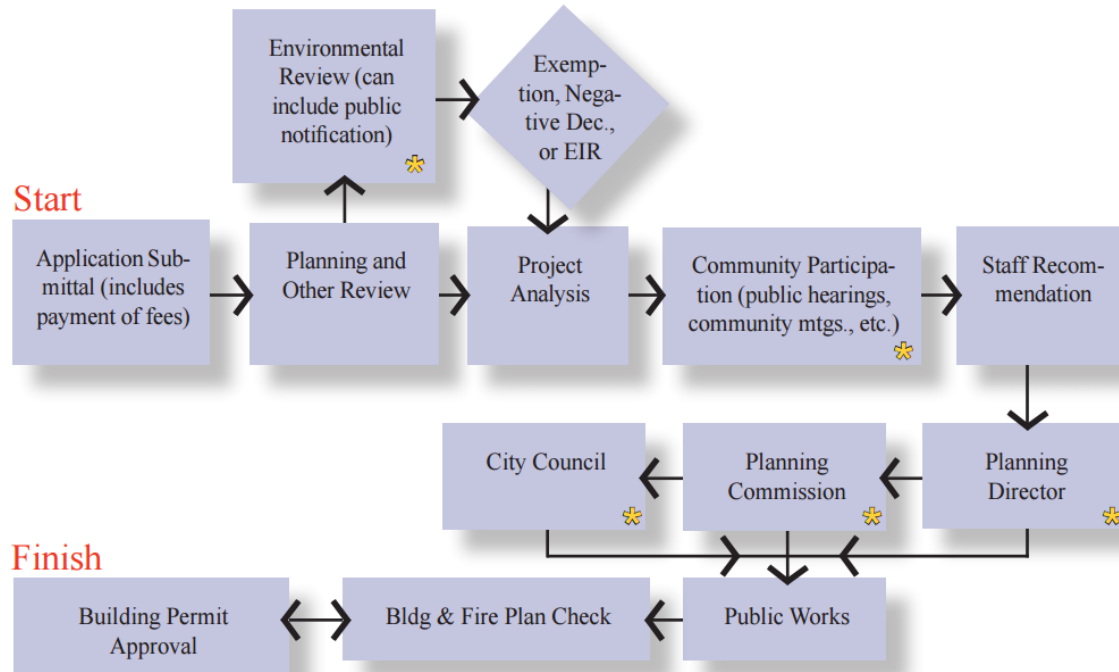 Environmental
Review (can
include public
notification)
*
Exemp-
tion, Nega-
tive Dec.,
or EIR
Start
Application Sub-
mittal (includes
payment of fees)
Planning and
Other Review
Project
Analysis
Community Participa-
tion (public hearings,
community mtgs., etc.)
*
Staff Recom-
mendation
Planning
Director
*
Planning
Commission
*
City Council
*
Public Works
Bldg & Fire Plan Check
Finish
Building Permit
Approval